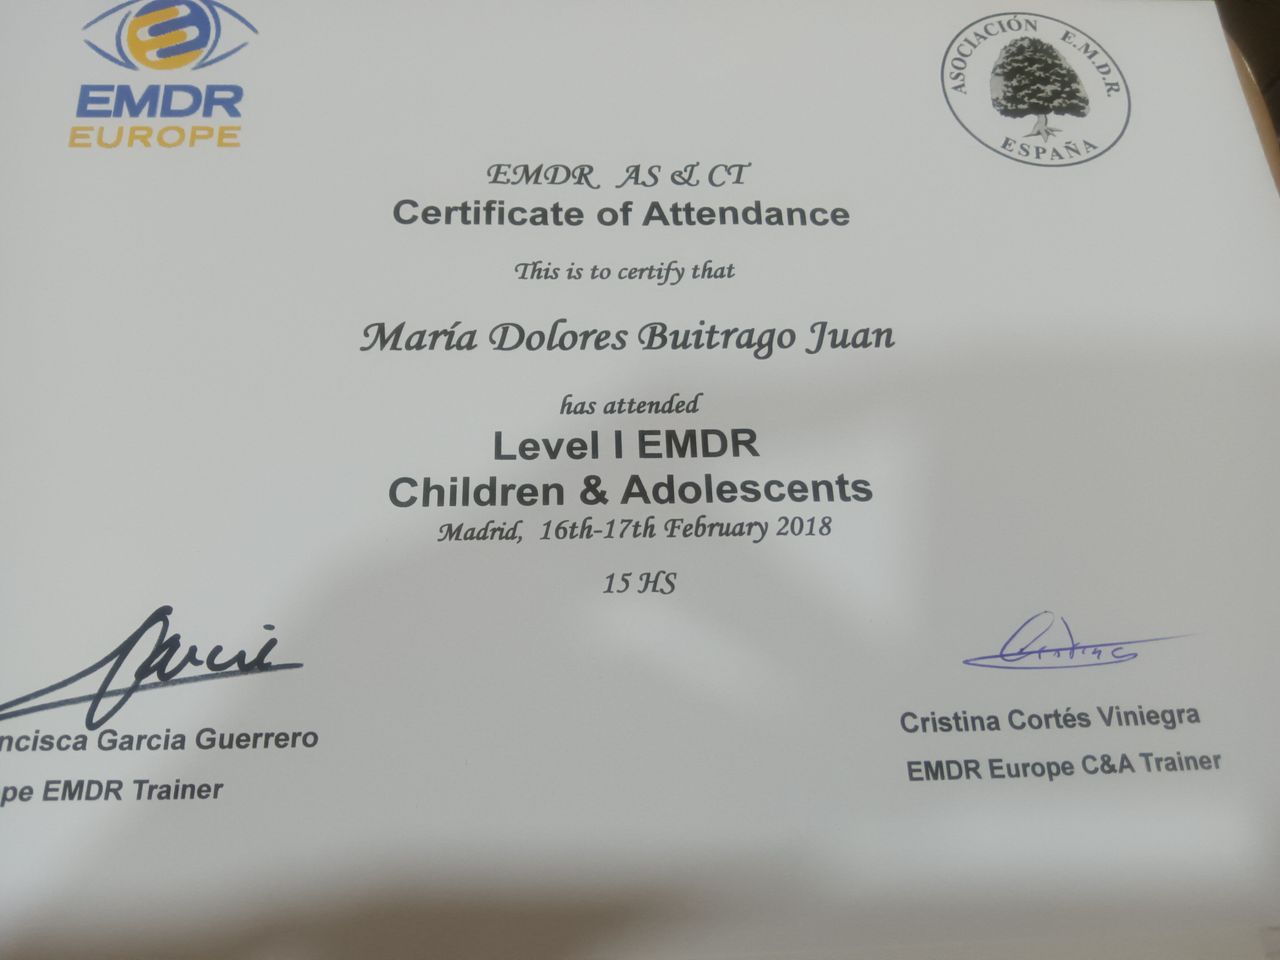 EMDR
EUROPE
ASOCIACIÓN E.M.D.R.
ESPAÑA
EMDR AS & CT
Certificate of Attendance
This is to certify that
María Dolores Buitrago Juan
has attended
Level I EMDR
Children & Adolescents
Madrid, 16th-17th February 2018
15 HS
Garcia
Cristina
ncisca Garcia Guerrero
pe EMDR Trainer
Cristina Cortés Viniegra
EMDR Europe C&A Trainer